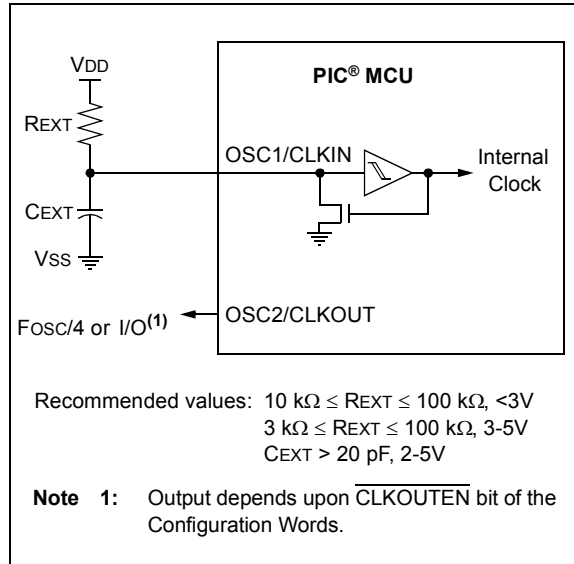 VDD
PIC® MCU
REXT
OSC1/CLKIN
Internal
Clock
CEXT
VSS
OSC2/CLKOUT
FOSC/4 or I/O(1)
Recommended values: 10 kΩ ≤ REXT ≤ 100 kΩ, <3V
3 kΩ ≤ REXT ≤ 100 kΩ, 3-5V
CEXT > 20 pF, 2-5V
Note 1: Output depends upon CLKOUTEN bit of the
Configuration Words.